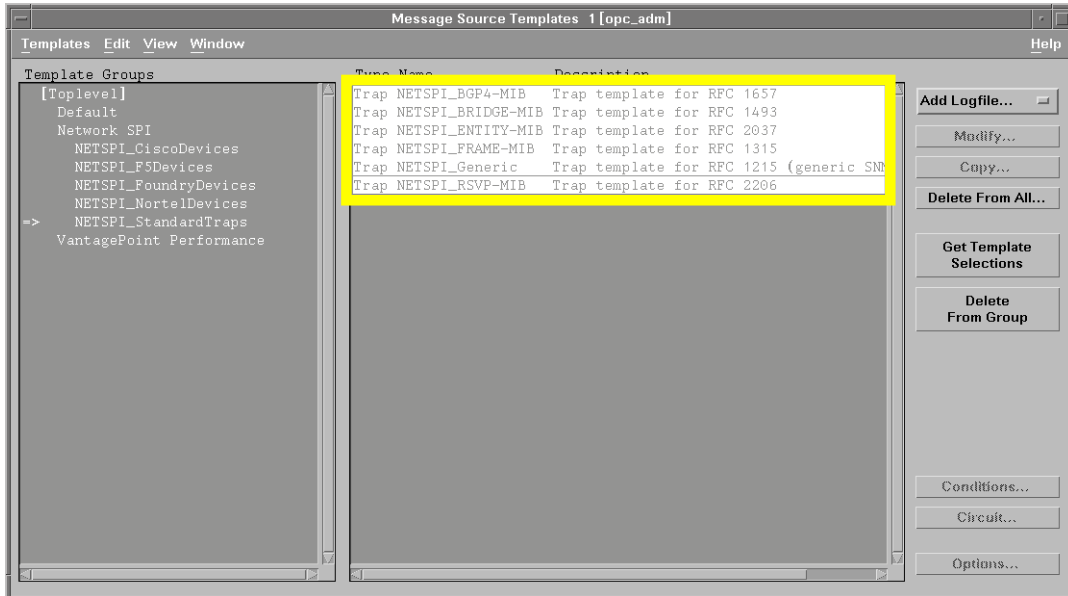 Message Source Templates 1 [opc_adm]
Templates Edit View Window Help
Template Groups
[Toplevel]
Default
Network SPI
NETSPI_CiscoDevices
NETSPI_F5Devices
NETSPI_FoundryDevices
NETSPI_NortelDevices
=> NETSPI_StandardTraps
VantagePoint Performance
Type Name Description
Trap NETSPI_BGP4-MIB Trap template for RFC 1657
Trap NETSPI_BRIDGE-MIB Trap template for RFC 1493
Trap NETSPI_ENTITY-MIB Trap template for RFC 2037
Trap NETSPI_FRAME-MIB Trap template for RFC 1315
Trap NETSPI_Generic Trap template for RFC 1215 (generic
Trap NETSPI_RSVP-MIB Trap template for RFC 2206
Add Logfile...
Modify...
Copy...
Delete From All...
Get Template
Selections
Delete
From Group
Conditions...
Circuit...
Options...